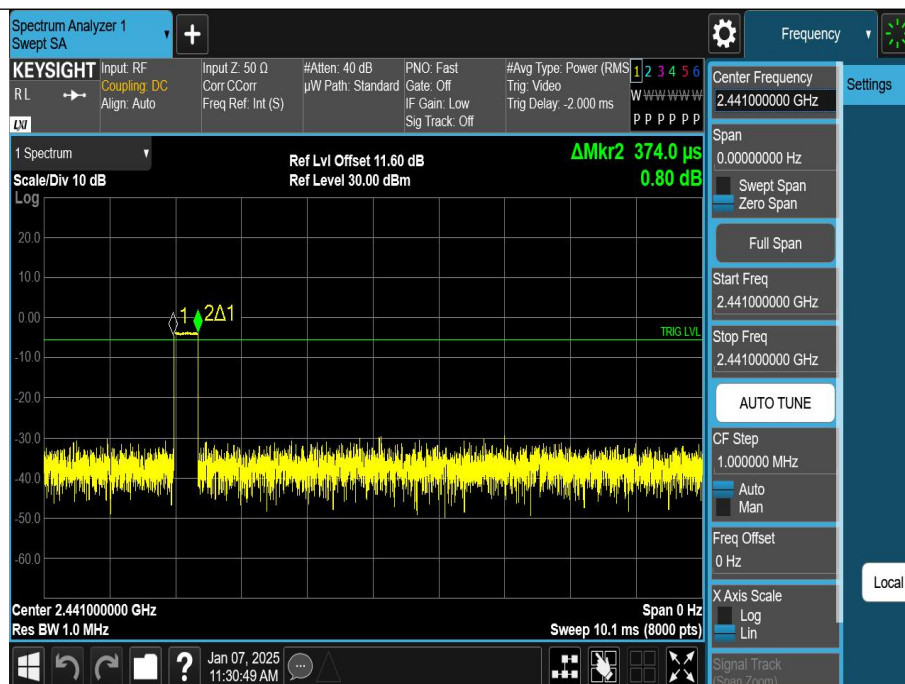 Spectrum Analyzer 1
Swept SA
Frequency
KEYSIGHT
RL
LXI
Input: RF
Coupling: DC
Align: Auto
Input Z: 50 Ω
Corr CCorr
Freq Ref: Int (S)
#Atten: 40 dB
µW Path: Standard
PNO: Fast
Gate: Off
IF Gain: Low
Sig Track: Off
#Avg Type: Power (RMS
Trig: Video
Trig Delay: -2.000 ms
1 2 3 4 5 6
W W W W W W
P P P P P P
1 Spectrum
Scale/Div 10 dB
Log
Ref Lvl Offset 11.60 dB
Ref Level 30.00 dBm
ΔMkr2 374.0 µs
0.80 dB
20.0
10.0
0.00
-10.0
-20.0
-30.0
-40.0
-50.0
-60.0
1
2Δ1
TRIG LVL
Center 2.441000000 GHz
Res BW 1.0 MHz
Span 0 Hz
Sweep 10.1 ms (8000 pts)
Jan 07, 2025
11:30:49 AM
Center Frequency
2.441000000 GHz
Span
0.00000000 Hz
Swept Span
Zero Span
Full Span
Start Freq
2.441000000 GHz
Stop Freq
2.441000000 GHz
AUTO TUNE
CF Step
1.000000 MHz
Auto
Man
Freq Offset
0 Hz
X Axis Scale
Log
Lin
Signal Track
(Span Zoom)
Settings
Local